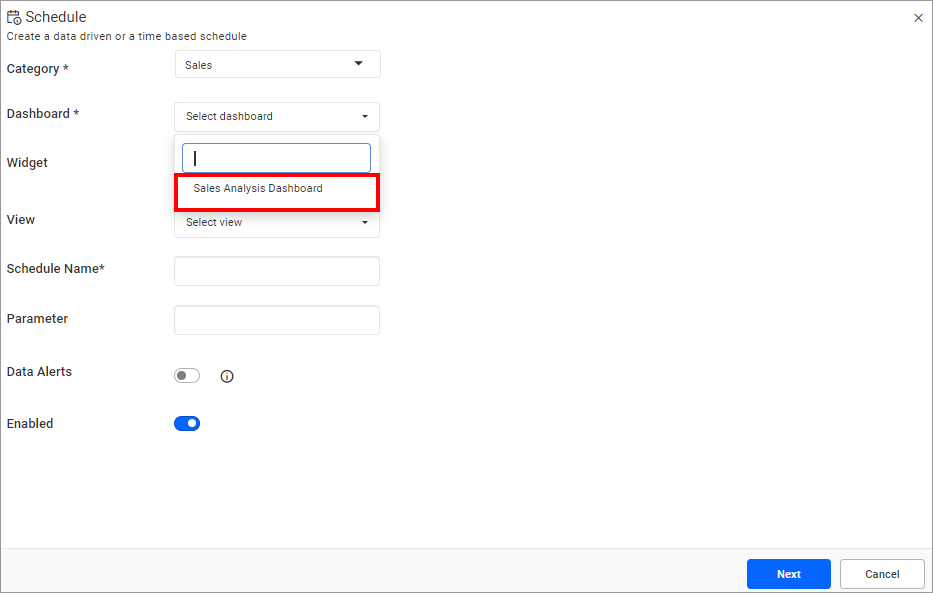 Schedule
Create a data driven or a time based schedule
Category *
Sales
Dashboard *
Select dashboard
Widget
Sales Analysis Dashboard
View
Select view
Schedule Name*
Parameter
Data Alerts
Enabled
Next
Cancel